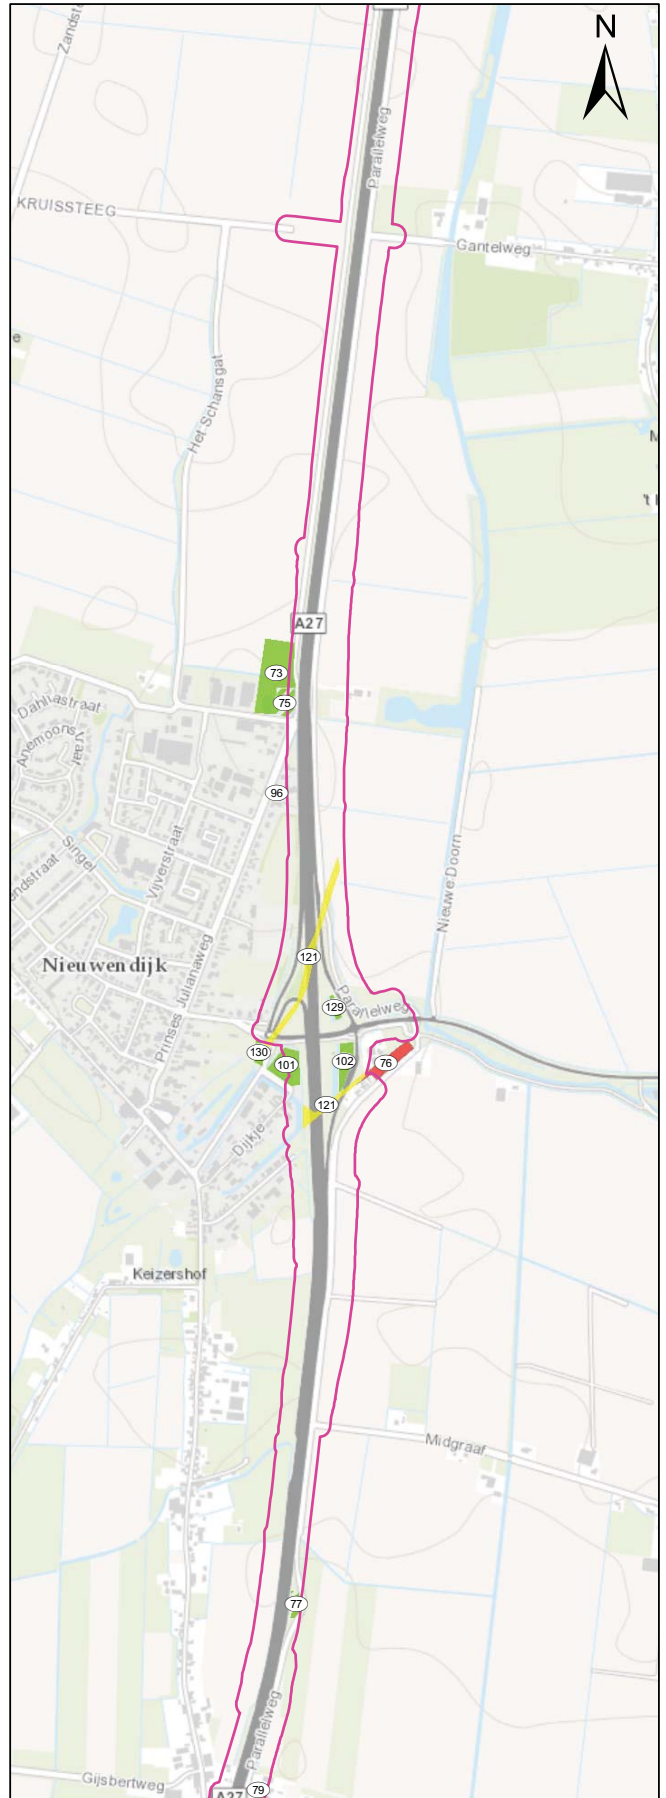 N
Parallelweg
KRUISSTEEG
Gantelweg
e
Het Schansgat
A27
73
75
Dahliastraat
96
Singel
Vijverstraat
Nieuwe Doorn
Nieuwendijk
121
Prinses Julianaweg
129
Parallelweg
130
101
102
76
121
Dijkje
Keizershof
Midgraaf
77
Parallelweg
Gijsbertweg
79
A27